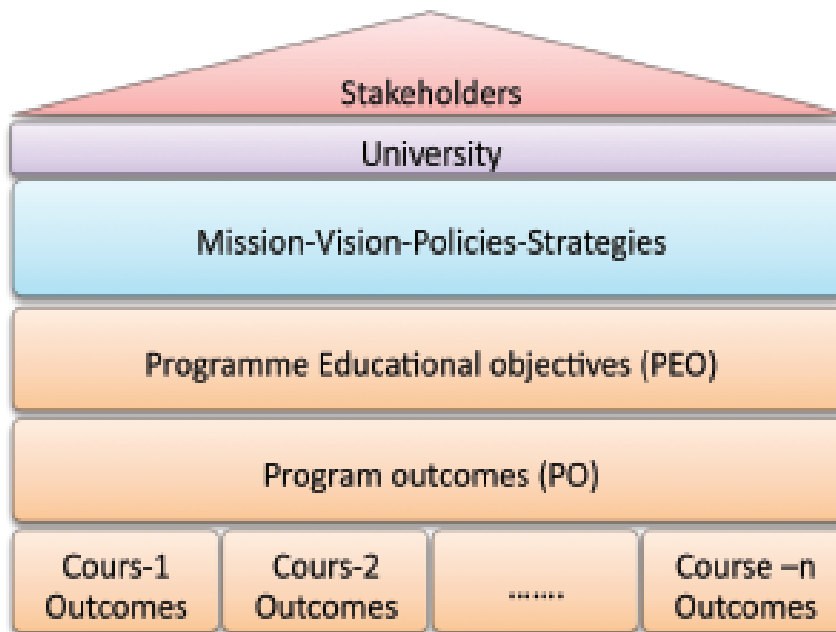 Stakeholders
University
Mission-Vision-Policies-Strategies
Programme Educational objectives (PEO)
Program outcomes (PO)
Cours-1
Outcomes
Cours-2
Outcomes
.......
Course –n
Outcomes